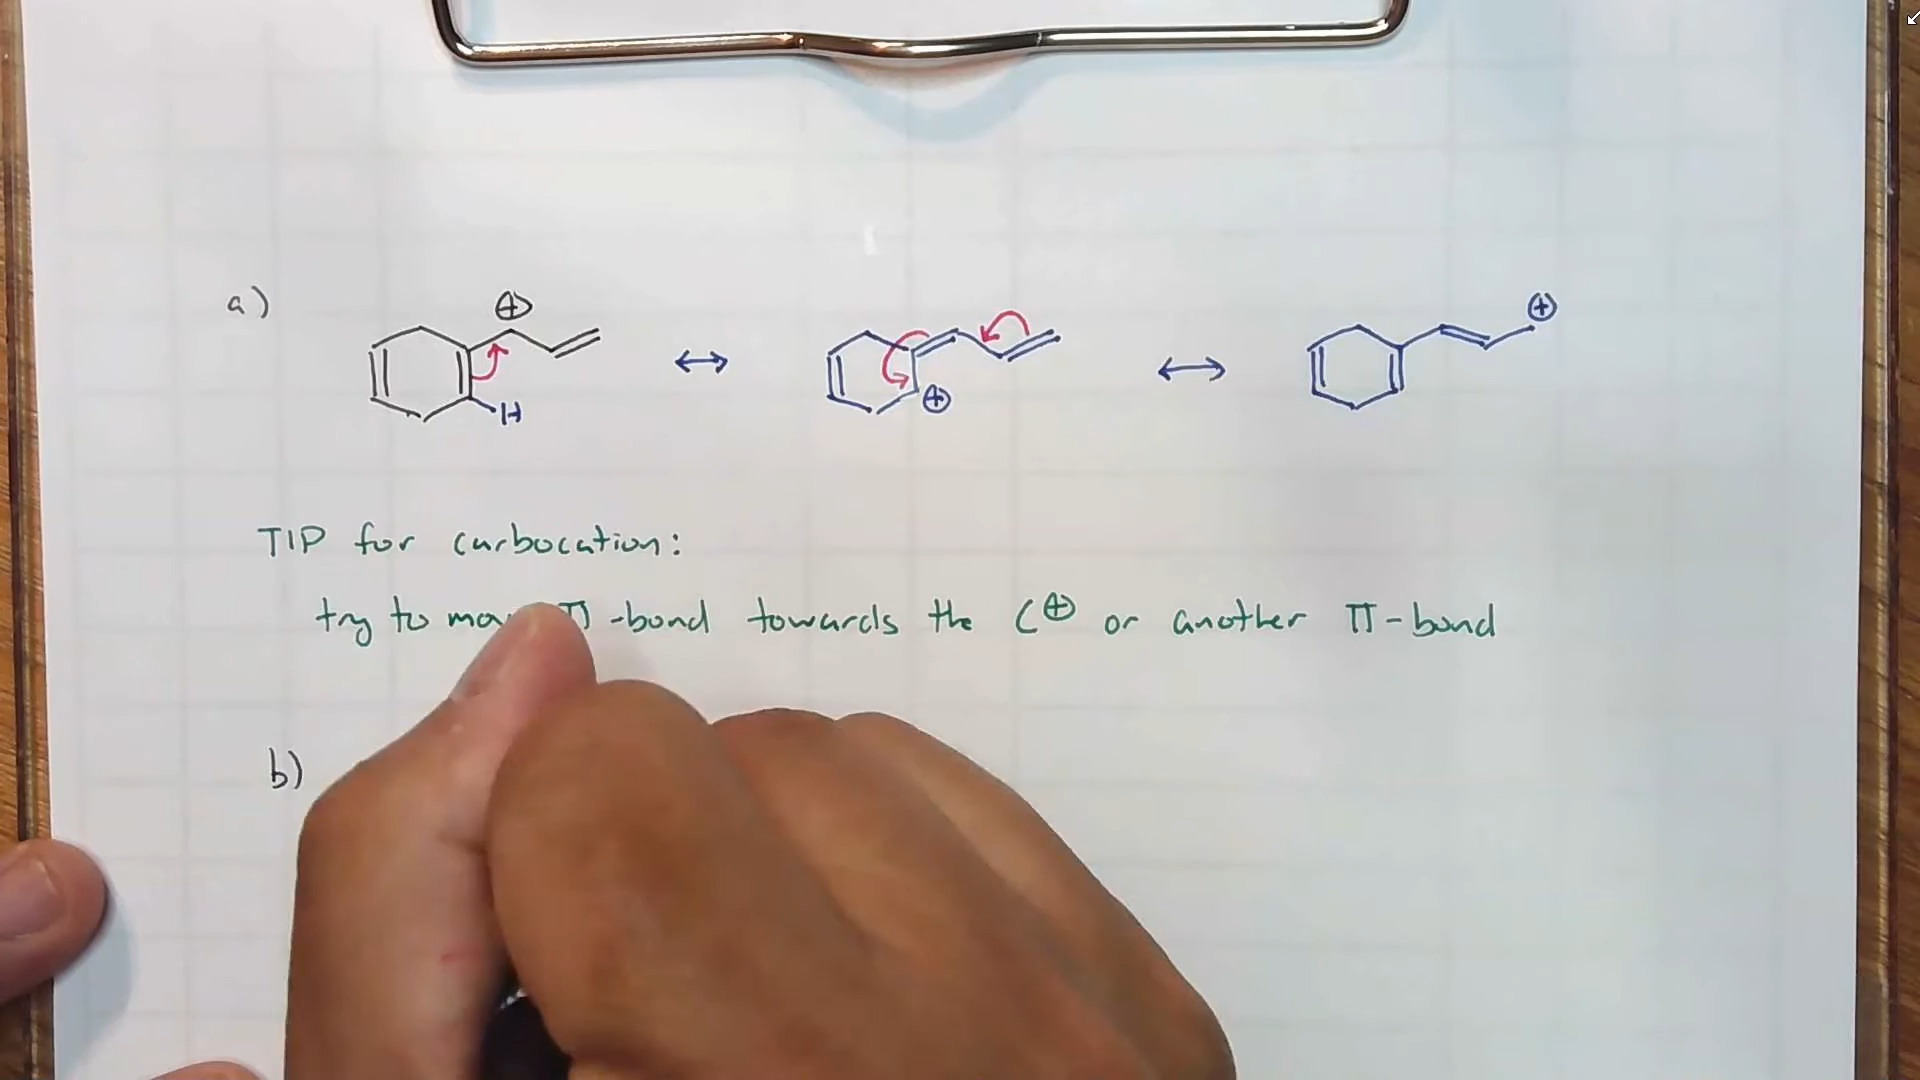 a)
⊕
⊕
⊕
H
TIP for carbocation:
try to π-bond towards the C⊕ or another π-bond
b)